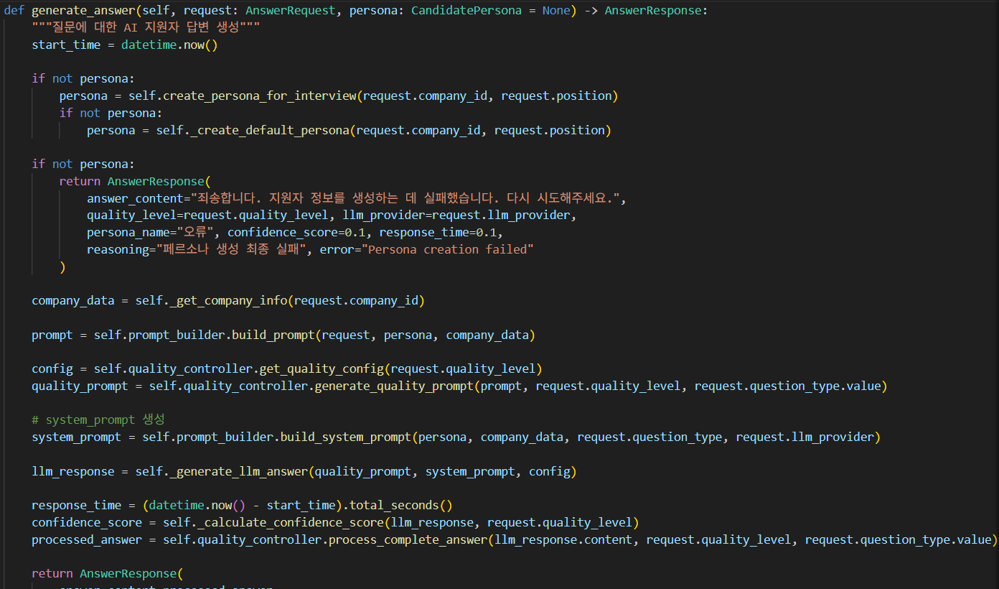 def generate_answer(self, request: AnswerRequest, persona: CandidatePersona = None) -> AnswerResponse:
"""질문에 대한 AI 지원자 답변 생성"""
start_time = datetime.now()
if not persona:
persona = self.create_persona_for_interview(request.company_id, request.position)
if not persona:
persona = self._create_default_persona(request.company_id, request.position)
if not persona:
return AnswerResponse(
answer_content="죄송합니다. 지원자 정보를 생성하는 데 실패했습니다. 다시 시도해주세요.",
quality_level=request.quality_level, llm_provider=request.llm_provider,
persona_name="오류", confidence_score=0.1, response_time=0.1,
reasoning="페르소나 생성 최종 실패", error="Persona creation failed"
)
company_data = self._get_company_info(request.company_id)
prompt = self.prompt_builder.build_prompt(request, persona, company_data)
config = self.quality_controller.get_quality_config(request.quality_level)
quality_prompt = self.quality_controller.generate_quality_prompt(prompt, request.quality_level, request.question_type.value)
# system_prompt 생성
system_prompt = self.prompt_builder.build_system_prompt(persona, company_data, request.question_type, request.llm_provider)
llm_response = self._generate_llm_answer(quality_prompt, system_prompt, config)
response_time = (datetime.now() - start_time).total_seconds()
confidence_score = self._calculate_confidence_score(llm_response, request.quality_level)
processed_answer = self.quality_controller.process_complete_answer(llm_response.content, request.quality_level, request.question_type.value)
return AnswerResponse(